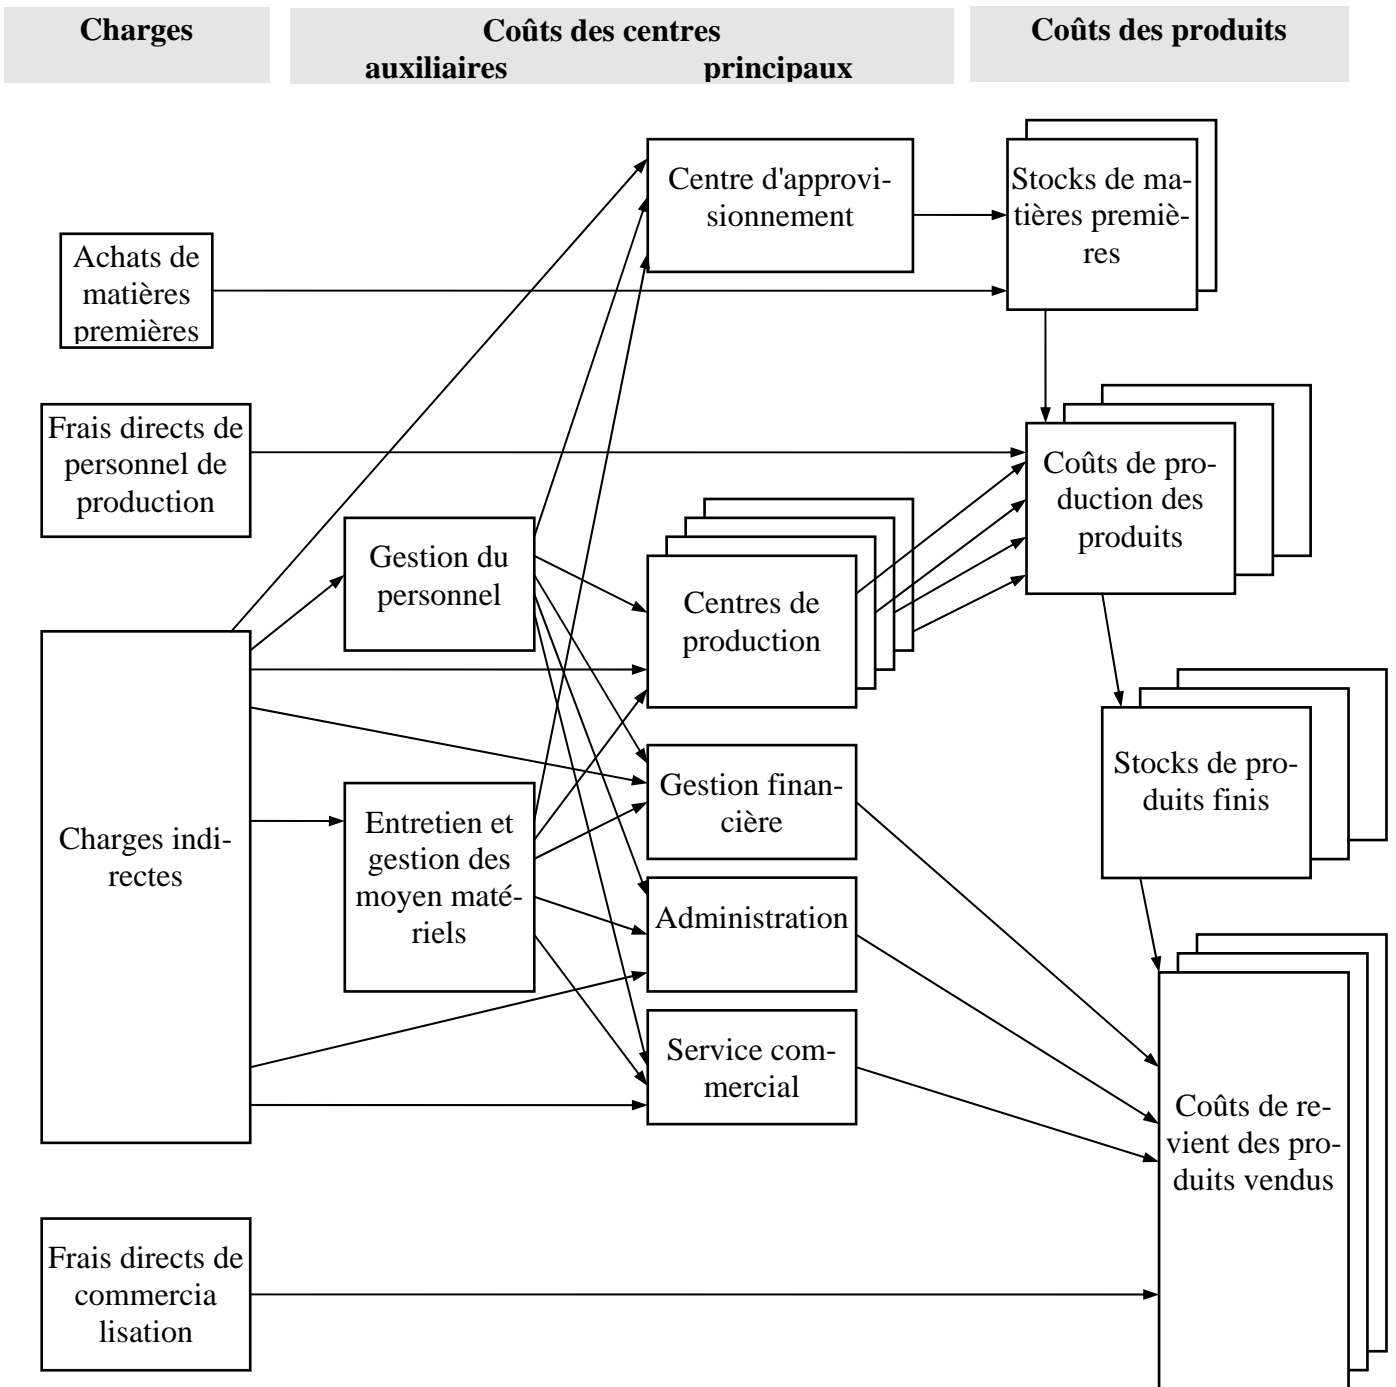 Charges
Coûts des centres
auxiliaires principaux
Coûts des produits
Centre d'approvi-
sionnement
Stocks de ma-
tières premiè-
res
Achats de
matières
premières
Frais directs de
personnel de
production
Coûts de pro-
duction des
produits
Gestion du
personnel
Centres de
production
Charges indi-
rectes
Entretien et
gestion des
moyen maté-
riels
Gestion finan-
cière
Stocks de pro-
duits finis
Administration
Service com-
mercial
Coûts de re-
vient des pro-
duits vendus
Frais directs de
commercia
lisation